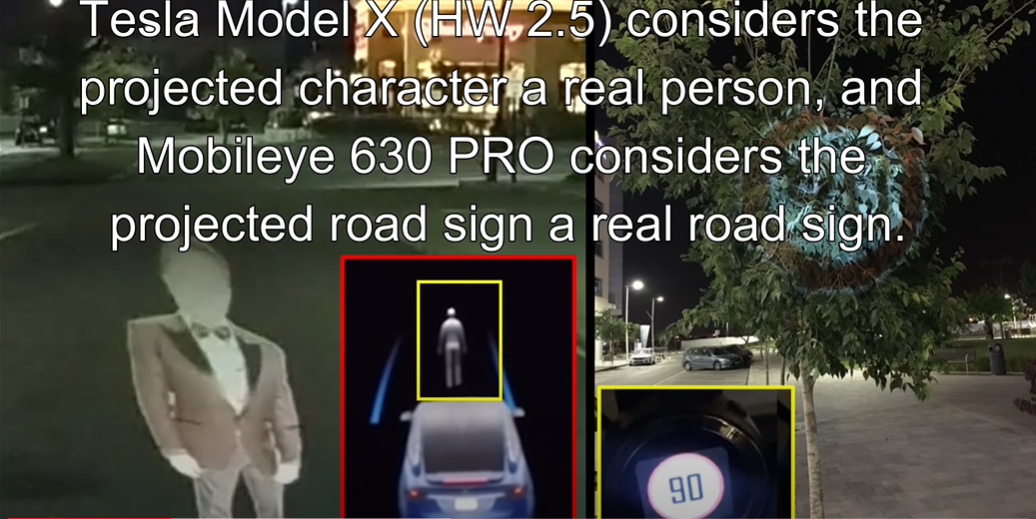 Tesla Model X (HW 2.5) considers the
projected character a real person, and
Mobileye 630 PRO considers the
projected road sign a real road sign.
90